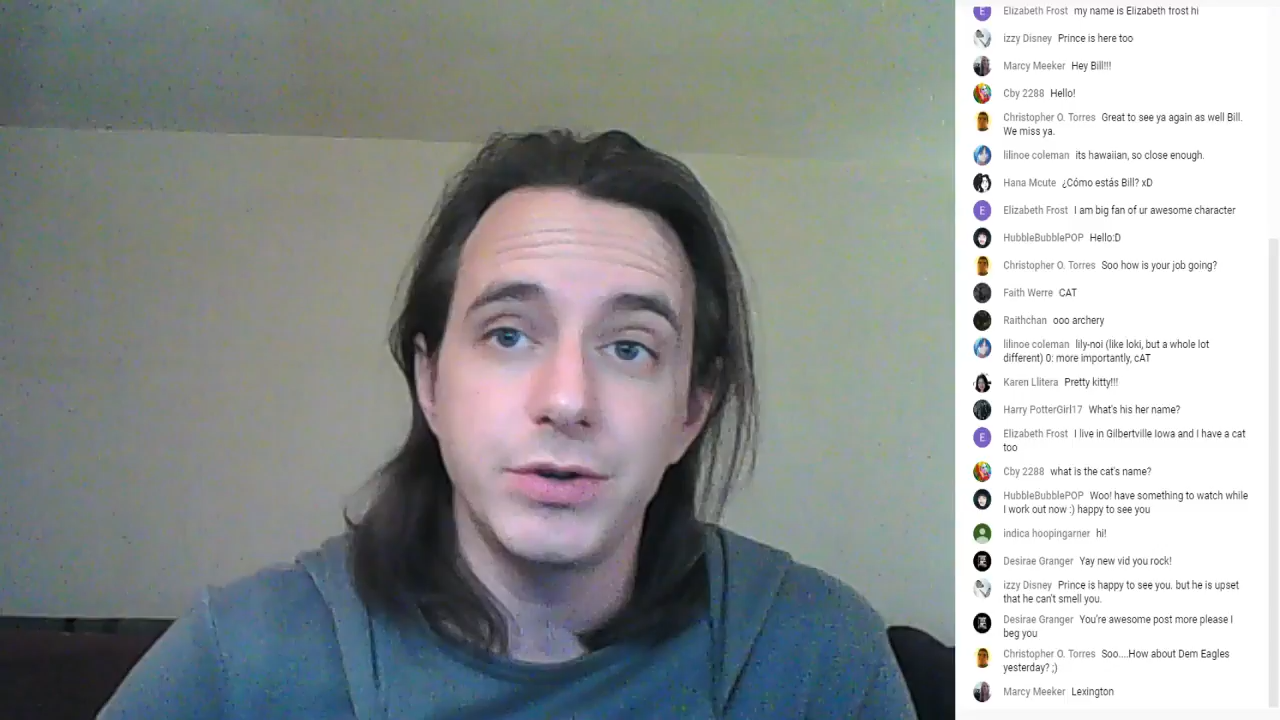 E Elizabeth Frost my name is Elizabeth frost hi
izzy Disney Prince is here too
Marcy Meeker Hey Bill!!!
Cby 2288 Hello!
Christopher O. Torres Great to see ya again as well Bill.
We miss ya.
lilinoe coleman its hawaiian, so close enough.
Hana Mcute ¿Cómo estás Bill? xD
E Elizabeth Frost I am big fan of ur awesome character
HubbleBubblePOP Hello:D
Christopher O. Torres Soo how is your job going?
Faith Werre CAT
Raithchan ooo archery
lilinoe coleman lily-noi (like loki, but a whole lot
different) 0: more importantly, cAT
Karen Llitera Pretty kitty!!!
Harry PotterGirl17 What's his her name?
E Elizabeth Frost I live in Gilbertville Iowa and I have a cat
too
Cby 2288 what is the cat's name?
HubbleBubblePOP Woo! have something to watch while
I work out now :) happy to see you
indica hoopingarner hi!
Desirae Granger Yay new vid you rock!
izzy Disney Prince is happy to see you. but he is upset
that he can't smell you.
Desirae Granger You're awesome post more please I
beg you
Christopher O. Torres Soo....How about Dem Eagles
yesterday? ;)
Marcy Meeker Lexington